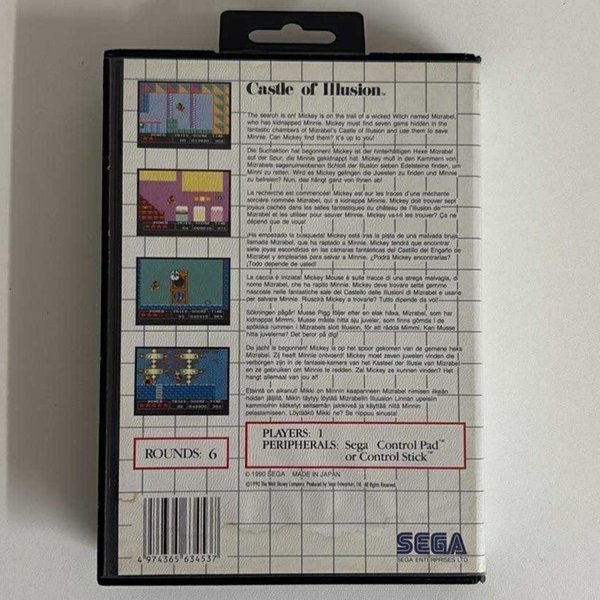 Castle of Illusion™
The search is on! Mickey is on the trail of a wicked Witch named Mizrabel,
who has kidnapped Minnie. Mickey must find seven gems hidden in the
fantastic chambers of Mizrabel's Castle of Illusion and use them to save
Minnie. Can Mickey find them? It's up to you!
Die Suchaktion hat begonnen! Mickey ist der hinterhältigen Hexe Mizrabel
auf der Spur, die Minnie gekidnappt hat. Mickey muß in den Kammern von
Mizrabels sagenumwobenen Schloß der Illusion sieben Edelsteine finden, um
Minni zu retten. Wird es Mickey gelingen die Juwelen zu finden und Minnie
zu befreien? Nun, das hängt ganz von Ihnen ab!
La recherche est commencée! Mickey est sur les traces d'une méchante
sorcière nommée Mizrabel, qui a kidnappé Minnie. Mickey doit trouver sept
bijoux cachés dans les salles fantastiques du château de l'Illusion de
Mizrabel et les utiliser pour sauver Minnie. Mickey va-t-il les trouver? Ça ne
dépend que de vous!
¡Ha empezado la búsqueda! Mickey está tras la pista de una malvada bruja
llamada Mizrabel, que ha raptado a Minnie. Mickey tendrá que encontrar
siete joyas escondidas en las cámaras fantásticas del Castillo del Engaño de
Mizrabel y emplearlas para salvar a Minnie. ¿Podrá Mickey encontrarlas?
¡Todo depende de usted!
La caccia è iniziata! Mickey Mouse è sulle tracce di una strega malvagia, di
nome Mizrabel, che ha rapito Minnie. Mickey deve trovare sette gemme
nascoste nelle fantastiche sale del Castello delle Illusioni di Mizrabel e usarle
per salvare Minnie. Riuscirà Mickey a trovarle? Tutto dipende da voi!
Sökningen pågår! Musse Pigg följer efter en elak häxa, Mizrabel, som har
kidnappat Mimmi. Musse måste hitta sju juveler, som finns gömda i de
spöklika rummen i Mizrabels slott Illusion, för att rädda Mimmi. Kan Musse
hitta juvelerna? Det beror på dig!
De jacht is begonnen! Mickey is op het spoor gekomen van de gemene heks
Mizrabel. Zij heeft Minnie ontvoerd! Mickey moet zeven juwelen vinden die
verborgen zijn in de fantasie-kamers van het Kasteel der Illusie van Mizrabel
en ze gebruiken om Minnie te redden. Zal Mickey ze kunnen vinden? Het
hangt allemaal van jou af!
Etsintä on alkanut! Mikki on Minnin kaapanneen Mizrabel nimisen ilkeän
noidan jäljillä. Mikin täytyy löytää Mizrabelin Illuusion Linnan upeisiin
kammioihin kätketyt seitsemän jalokiveä ja käyttää niitä Minnin
pelastamiseen. Löytääkö Mikki ne? Se riippuu sinusta!
ROUNDS: 6
PLAYERS: 1
PERIPHERALS: Sega Control Pad™
or Control Stick™
© 1990 SEGA MADE IN JAPAN
©1990 The Walt Disney Company. Produced by Sega Enterprises, Ltd. All Rights Reserved.
4 974365 634537
SEGA
SEGA ENTERPRISES LTD.